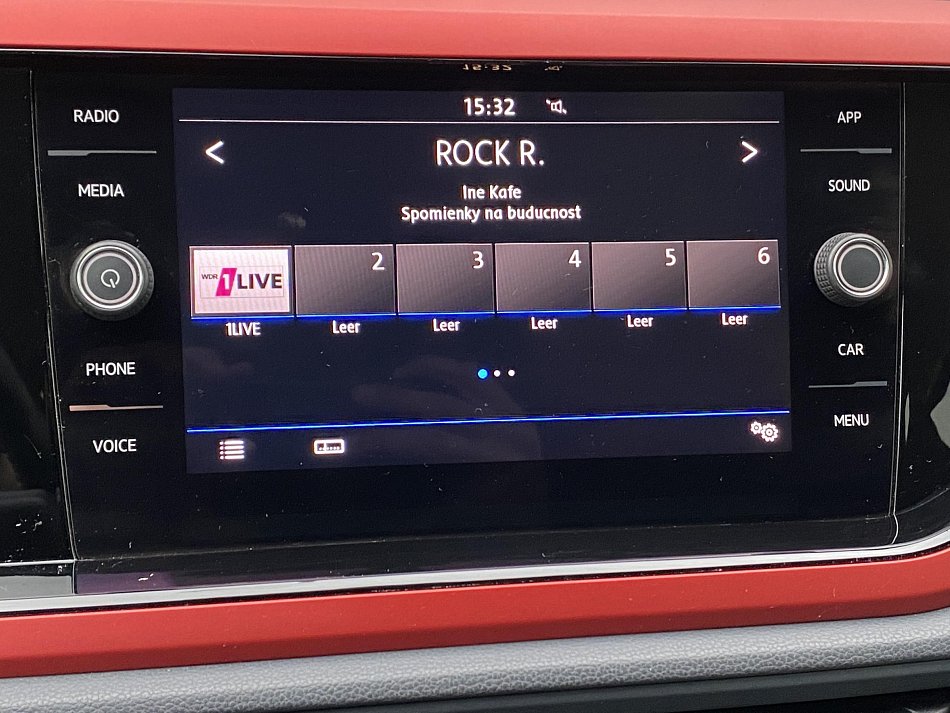 15:32
RADIO
APP
ROCK R.
MEDIA
SOUND
Ine Kafe
Spomienky na buducnost
WDR 1LIVE
2
3
4
5
6
1LIVE
Leer
Leer
Leer
Leer
Leer
PHONE
CAR
VOICE
MENU